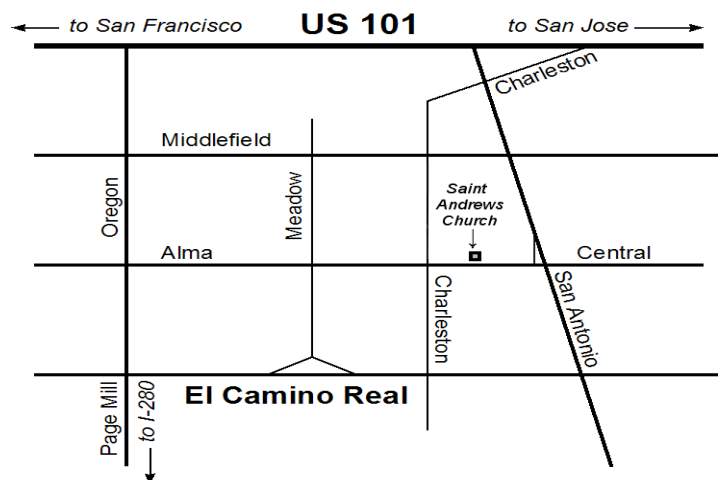 to San Francisco
US 101
to San Jose
Charleston
Middlefield
Oregon
Meadow
Saint
Andrews
Church
Alma
Central
Charleston
San Antonio
El Camino Real
Page Mill
to I-280